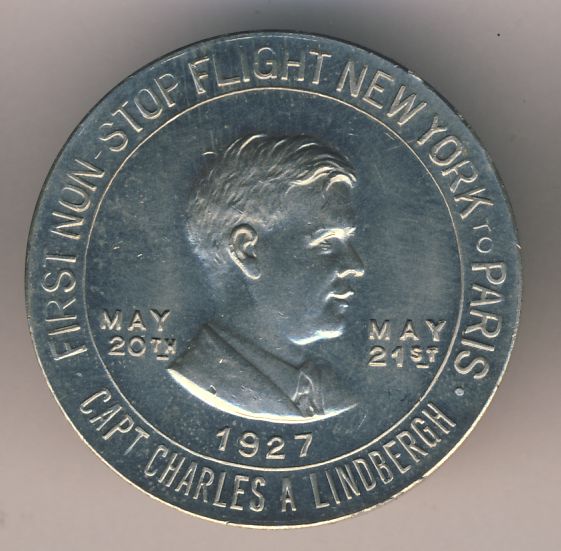 FIRST NON-STOP FLIGHT NEW YORK TO PARIS.
MAY
20TH
MAY
21ST
1927
CAPT CHARLES A LINDBERGH